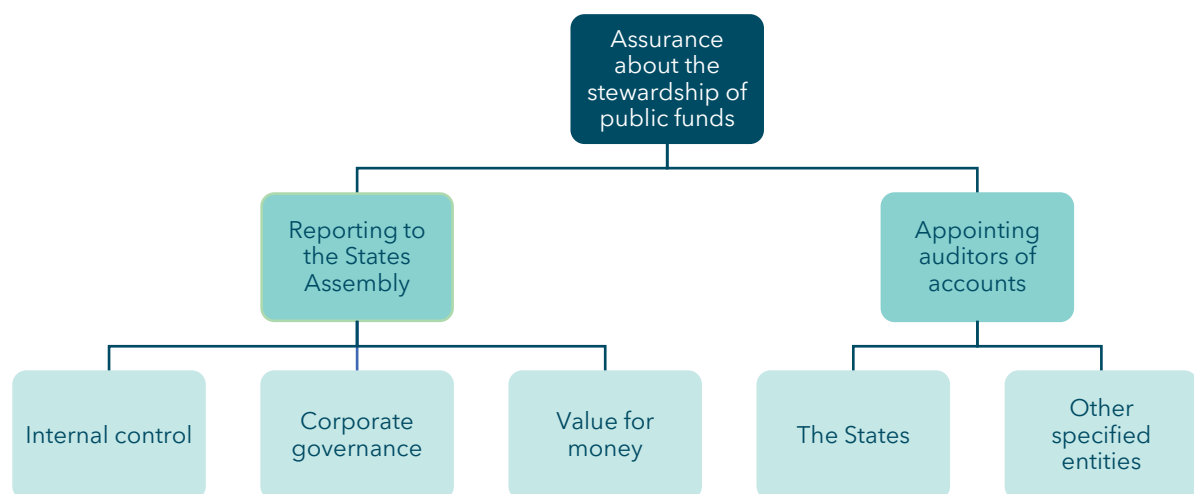 Assurance
about the
stewardship of
public funds
Reporting to
the States
Assembly
Appointing
auditors of
accounts
Internal control
Corporate
governance
Value for
money
The States
Other
specified
entities